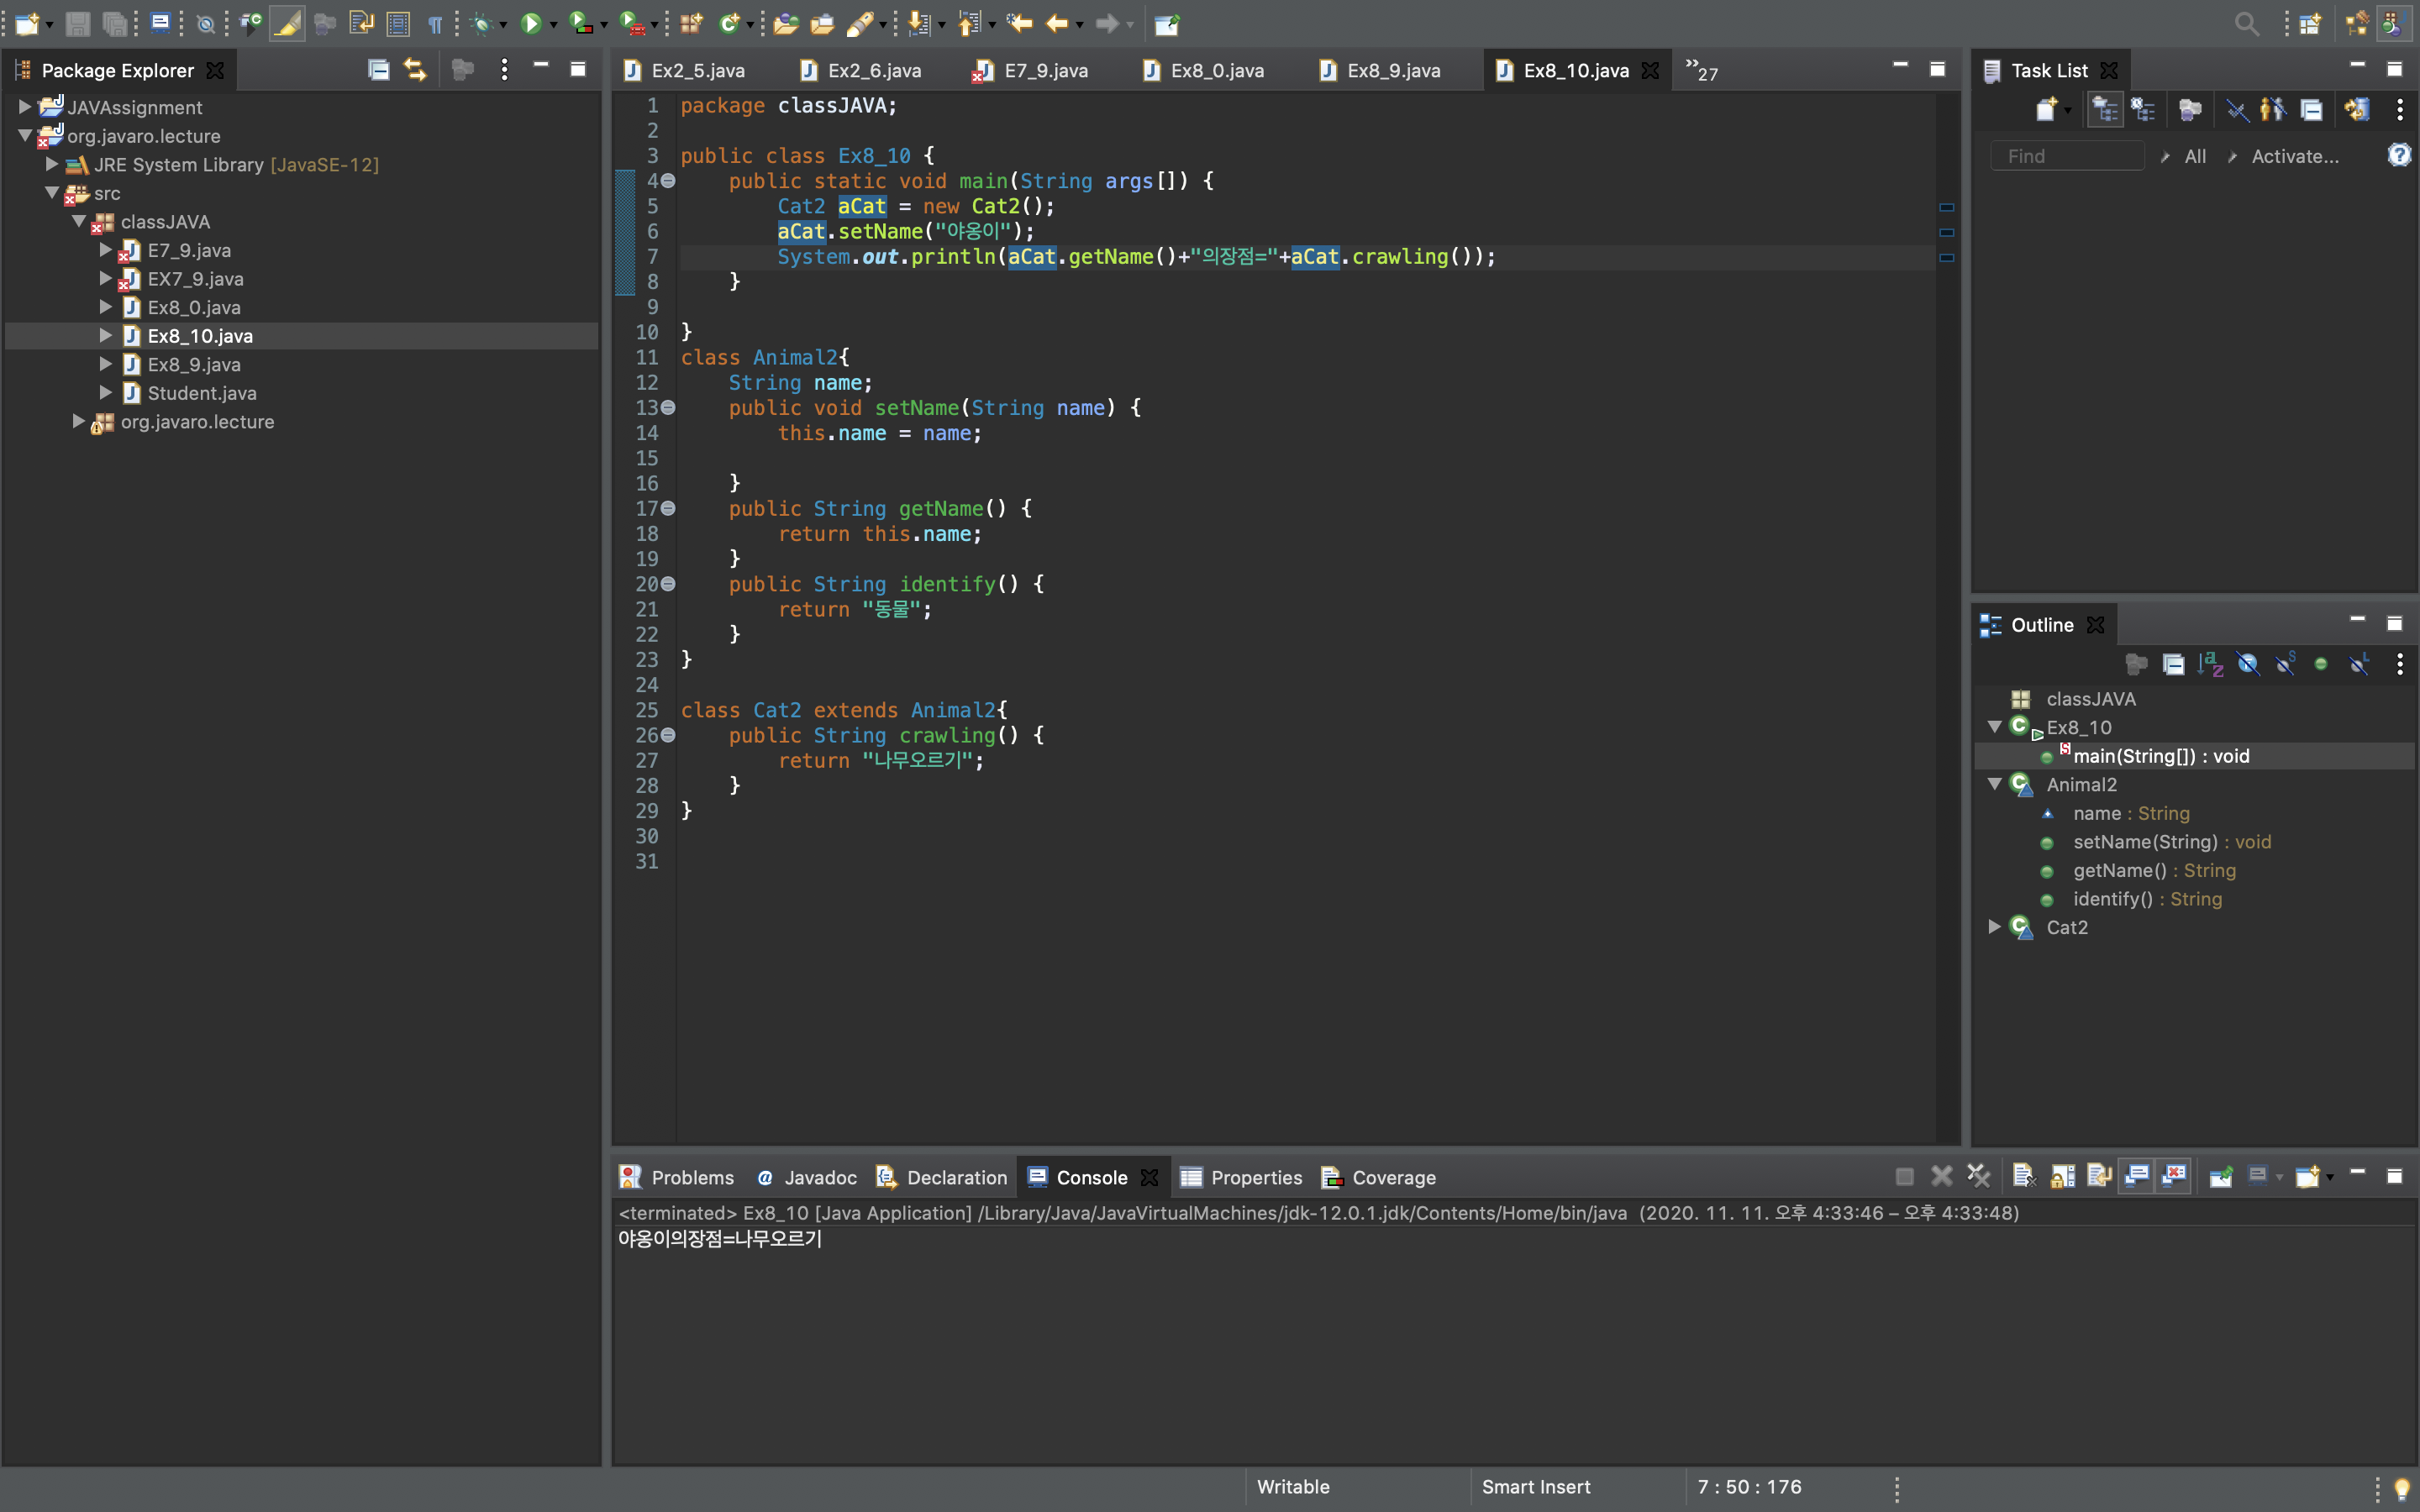 Package Explorer
JAVAssignment
org.javaro.lecture
JRE System Library [JavaSE-12]
src
classJAVA
E7_9.java
EX7_9.java
Ex8_0.java
Ex8_10.java
Ex8_9.java
Student.java
org.javaro.lecture
Ex2_5.java Ex2_6.java E7_9.java Ex8_0.java Ex8_9.java Ex8_10.java »27
1 package classJAVA;
2
3 public class Ex8_10 {
4 public static void main(String args[]) {
5 Cat2 aCat = new Cat2();
6 aCat.setName("야옹이");
7 System.out.println(aCat.getName()+"의장점="+aCat.crawling());
8 }
9
10 }
11 class Animal2{
12 String name;
13 public void setName(String name) {
14 this.name = name;
15
16 }
17 public String getName() {
18 return this.name;
19 }
20 public String identify() {
21 return "동물";
22 }
23 }
24
25 class Cat2 extends Animal2{
26 public String crawling() {
27 return "나무오르기";
28 }
29 }
30
31
Task List
Find All Activate...
Outline
classJAVA
Ex8_10
main(String[]) : void
Animal2
name : String
setName(String) : void
getName() : String
identify() : String
Cat2
Problems Javadoc Declaration Console Properties Coverage
<terminated> Ex8_10 [Java Application] /Library/Java/JavaVirtualMachines/jdk-12.0.1.jdk/Contents/Home/bin/java (2020. 11. 11. 오후 4:33:46 – 오후 4:33:48)
야옹이의장점=나무오르기
Writable Smart Insert 7 : 50 : 176